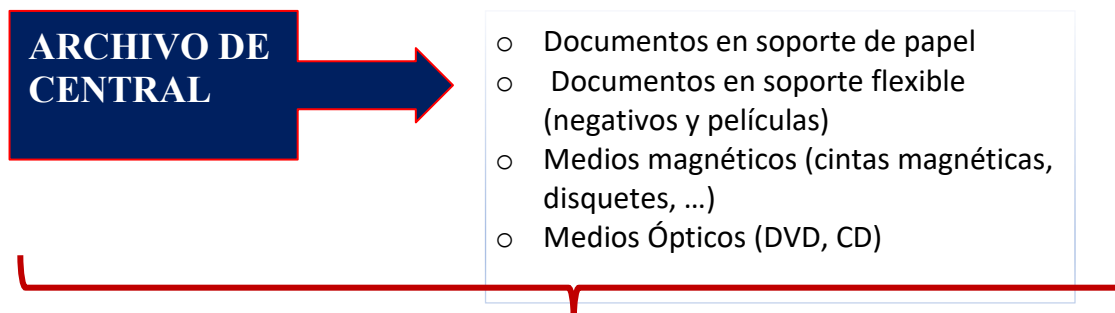 ARCHIVO DE
CENTRAL
o Documentos en soporte de papel
o Documentos en soporte flexible
(negativos y películas)
o Medios magnéticos (cintas magnéticas,
disquetes, …)
o Medios Ópticos (DVD, CD)